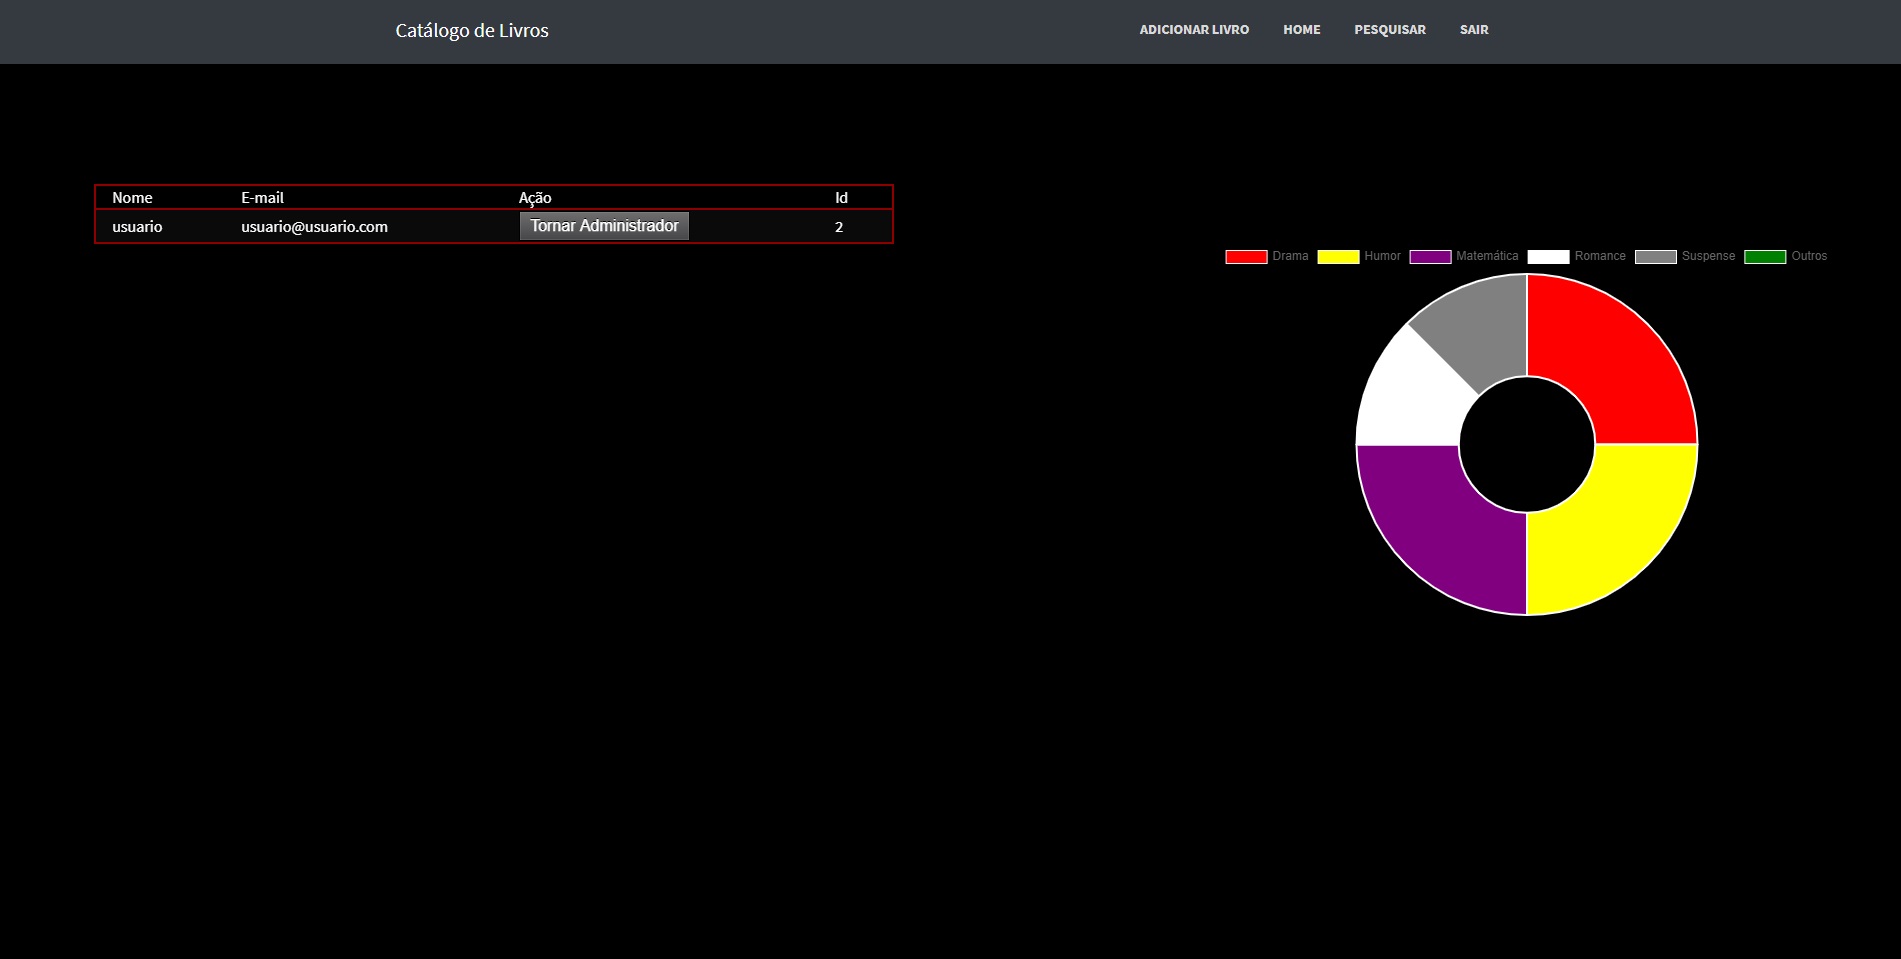 Catálogo de Livros ADICIONAR LIVRO HOME PESQUISAR SAIR
Nome E-mail Ação Id
usuario usuario@usuario.com Tornar Administrador 2
Drama Humor Matemática Romance Suspense Outros